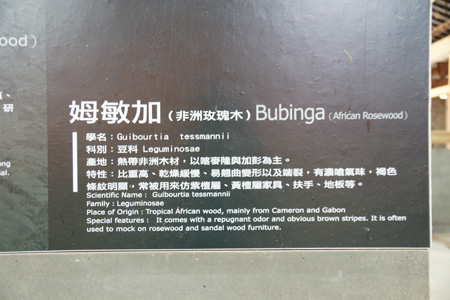 ood)
研
姆敏加(非洲玫瑰木)Bubinga(African Rosewood)
學名:Guibourtia tessmannii
科別:豆科 Leguminosae
產地:熱帶非洲木材,以喀麥隆與加彭為主。
特性:比重高、乾燥緩慢、易翹曲變形以及端裂,有濃嗆氣味,褐色
條紋明顯,常被用來仿紫檀屬、黃檀屬家具、扶手、地板等。
Scientific Name: Guibourtia tessmannii
Family:Leguminosae
Place of Origin:Tropical African wood, mainly from Cameron and Gabon
Special features: It comes with a repugnant odor and obvious brown stripes. It is often
used to mock on rosewood and sandal wood furniture.